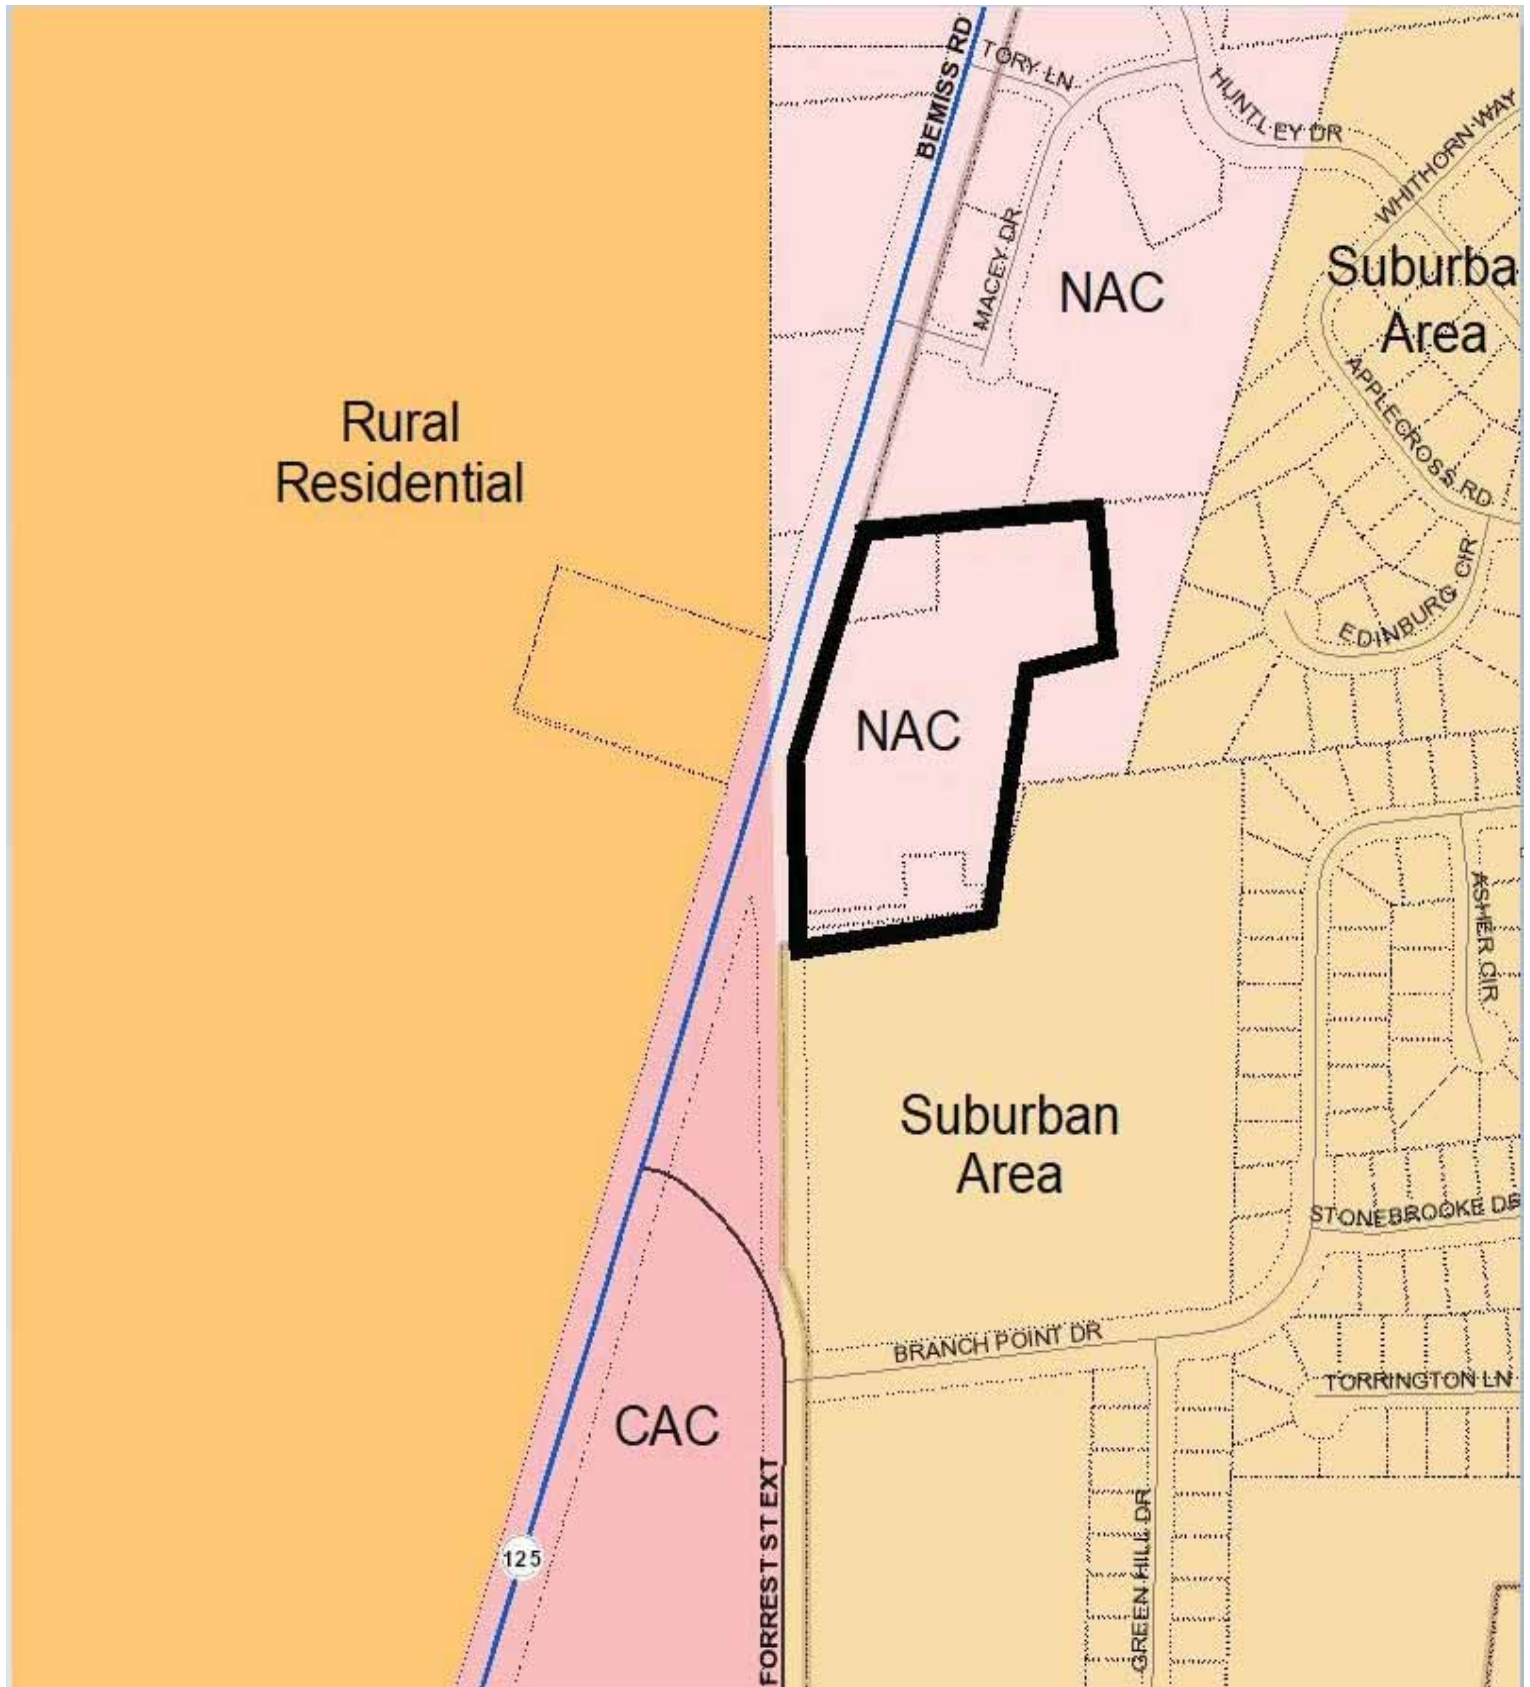 BEMISS RD
TORY LN
HUNTLEY DR
WHITHORN WAY
MACEY DR
NAC
Suburba
Area
APPLECROSS RD
Rural
Residential
EDINBURG CIR
NAC
ASHER CIR
Suburban
Area
STONEBROOKE DR
BRANCH POINT DR
TORRINGTON LN
CAC
FORREST ST EXT
GREEN HILL DR
125